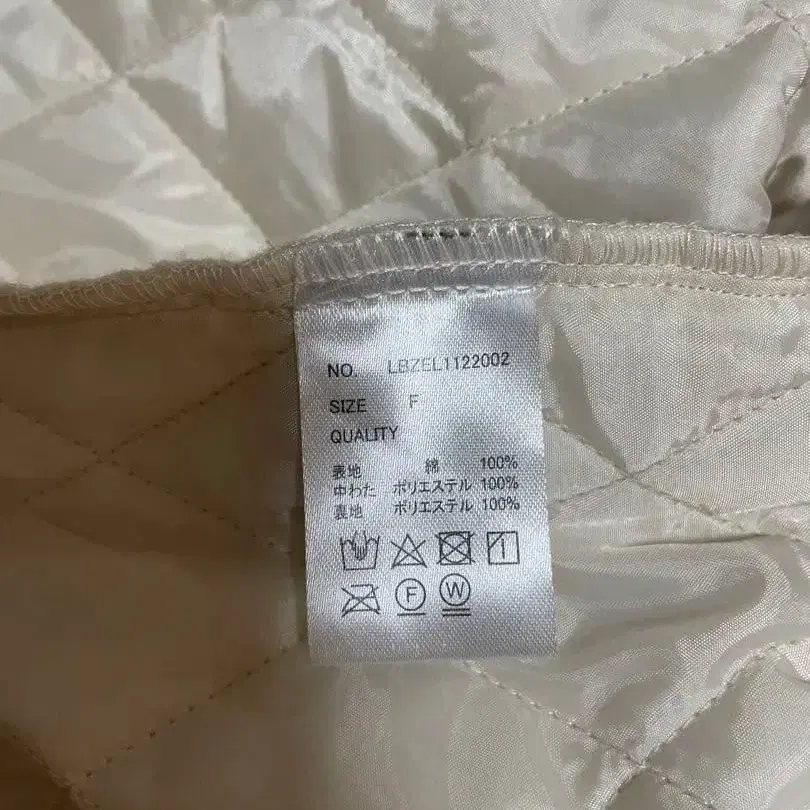 NO. LBZEL1122002
SIZE F
QUALITY
表地 綿 100%
中わた ポリエステル 100%
裏地 ポリエステル 100%
F W